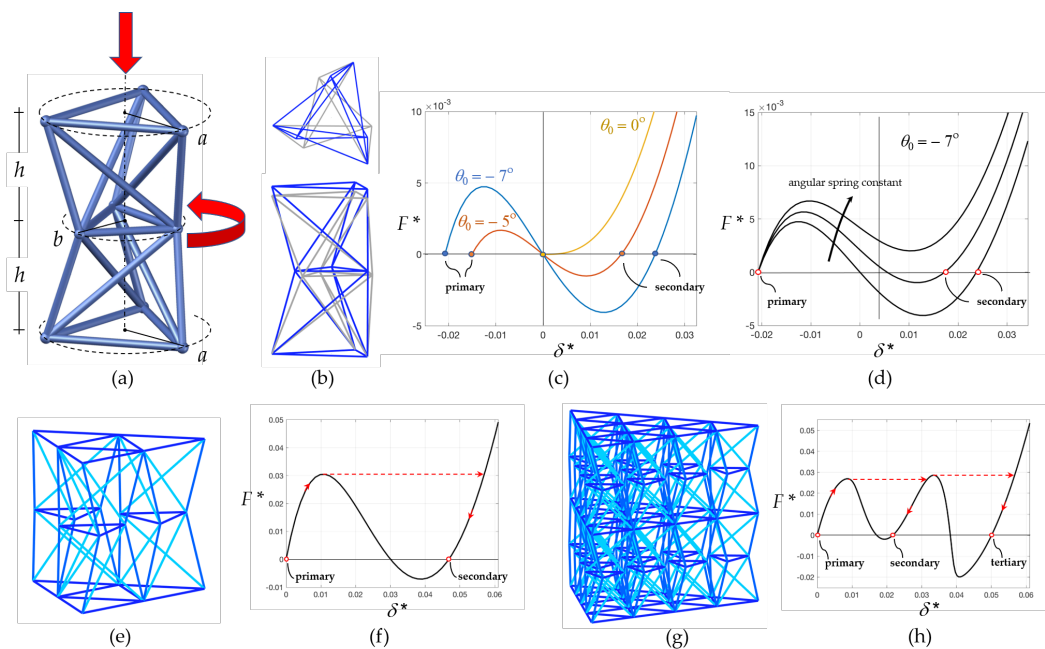 a
h
b
h
a
(a)
(b)
×10⁻³
10
5
0
-5
F*
θ₀ = 0°
θ₀ = − 7°
θ₀ = − 5°
primary
secondary
-0.02
-0.01
0
0.01
0.02
0.03
δ*
(c)
×10⁻³
15
10
5
0
-5
F*
θ₀ = − 7°
angular spring constant
primary
secondary
-0.02
-0.01
0
0.01
0.02
0.03
δ*
(d)
(e)
0.05
0.04
0.03
0.02
0.01
0
-0.01
F*
primary
secondary
0
0.01
0.02
0.03
0.04
0.05
0.06
δ*
(f)
(g)
0.05
0.04
0.03
0.02
0.01
0
-0.01
-0.02
F*
primary
secondary
tertiary
0
0.01
0.02
0.03
0.04
0.05
0.06
δ*
(h)